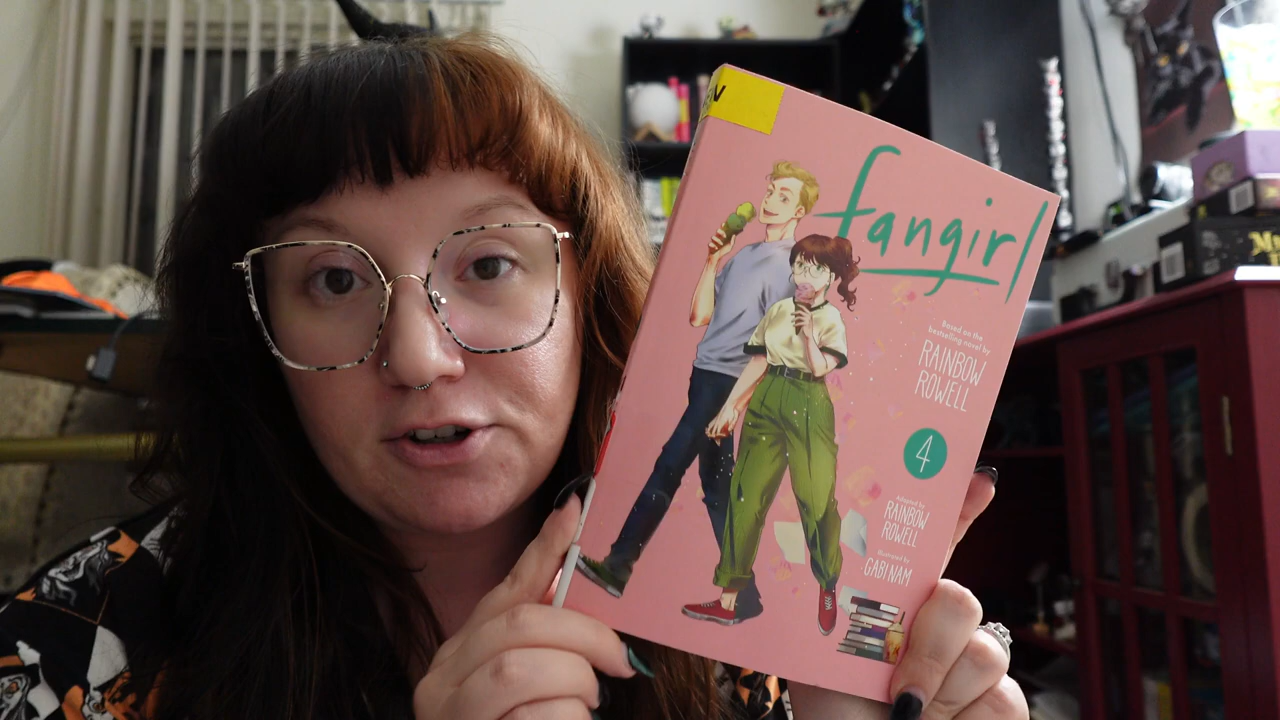 fangirl
Based on the
bestselling novel by
RAINBOW
ROWELL
4
Adapted by
RAINBOW
ROWELL
Illustrated by
GABI NAM